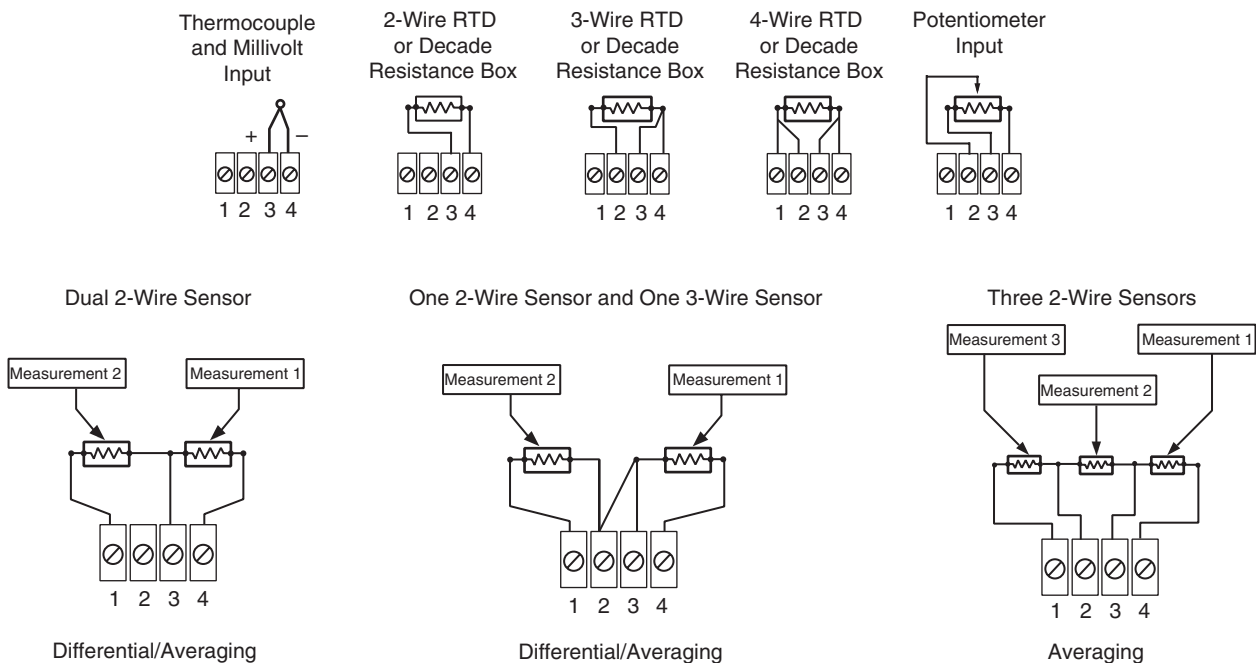 Thermocouple
and Millivolt
Input
+ –
1 2 3 4
2-Wire RTD
or Decade
Resistance Box
1 2 3 4
3-Wire RTD
or Decade
Resistance Box
1 2 3 4
4-Wire RTD
or Decade
Resistance Box
1 2 3 4
Potentiometer
Input
1 2 3 4
Dual 2-Wire Sensor
Measurement 2
Measurement 1
1 2 3 4
Differential/Averaging
One 2-Wire Sensor and One 3-Wire Sensor
Measurement 2
Measurement 1
1 2 3 4
Differential/Averaging
Three 2-Wire Sensors
Measurement 3
Measurement 1
Measurement 2
1 2 3 4
Averaging